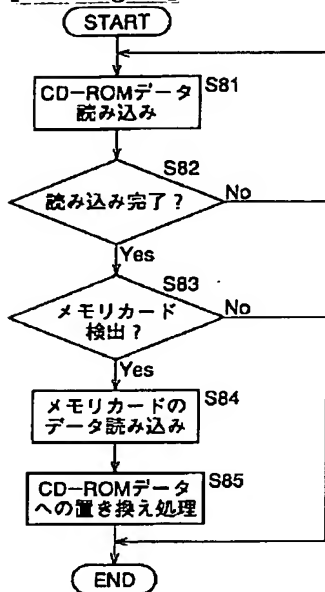 START
CD-ROMデータ
読み込み
S81
読み込み完了?
S82
No
Yes
メモリカード
検出?
S83
No
Yes
メモリカードの
データ読み込み
S84
CD-ROMデータ
への置き換え処理
S85
END